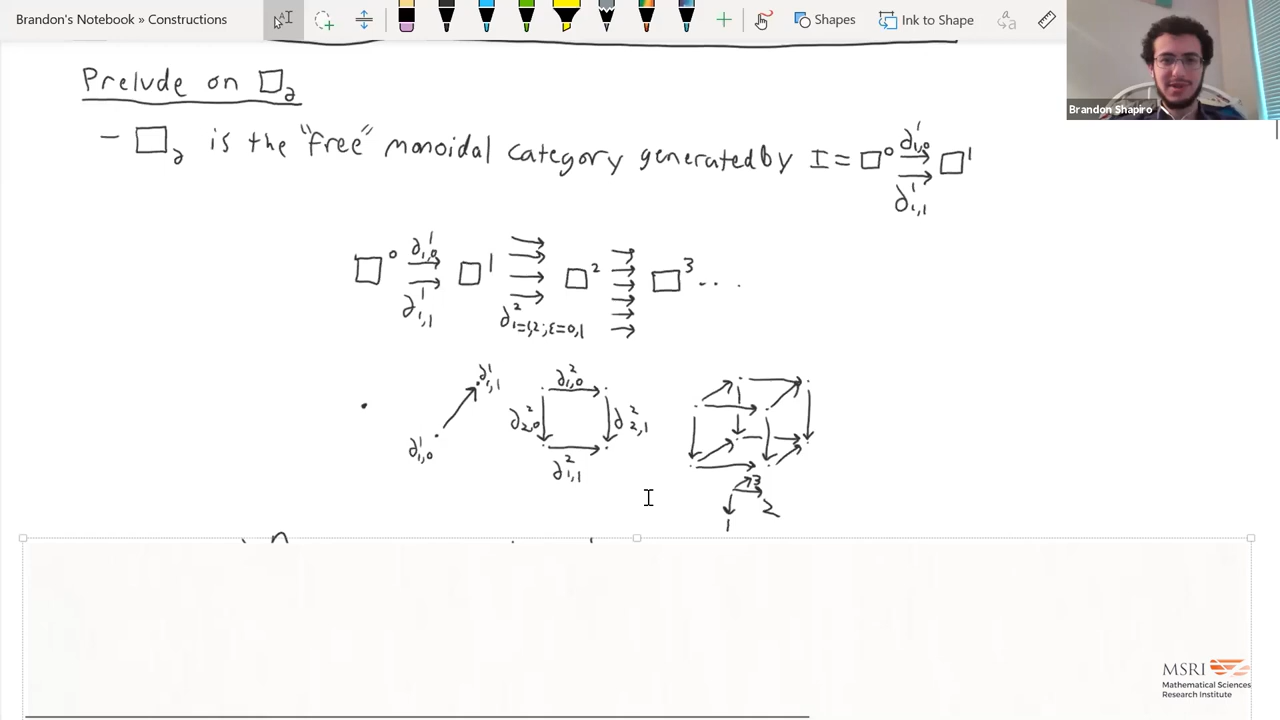 Brandon's Notebook » Constructions
Shapes
Ink to Shape
Brandon Shapiro
Prelude on □₂
- □₂ is the "free" monoidal category generated by I = □⁰ ⇉ □¹
∂¹₁,₀
∂¹₁,₁
□⁰ □¹ □² □³ ...
∂¹₁,₀
∂¹₁,₁
∂²ᵢ₌₁,₂;ε₌₀,₁
∂¹₁,₁
∂¹₁,₀
∂²₁,₀
∂²₂,₀
∂²₂,₁
∂²₁,₁
3
2
1
MSRI
Mathematical Sciences
Research Institute